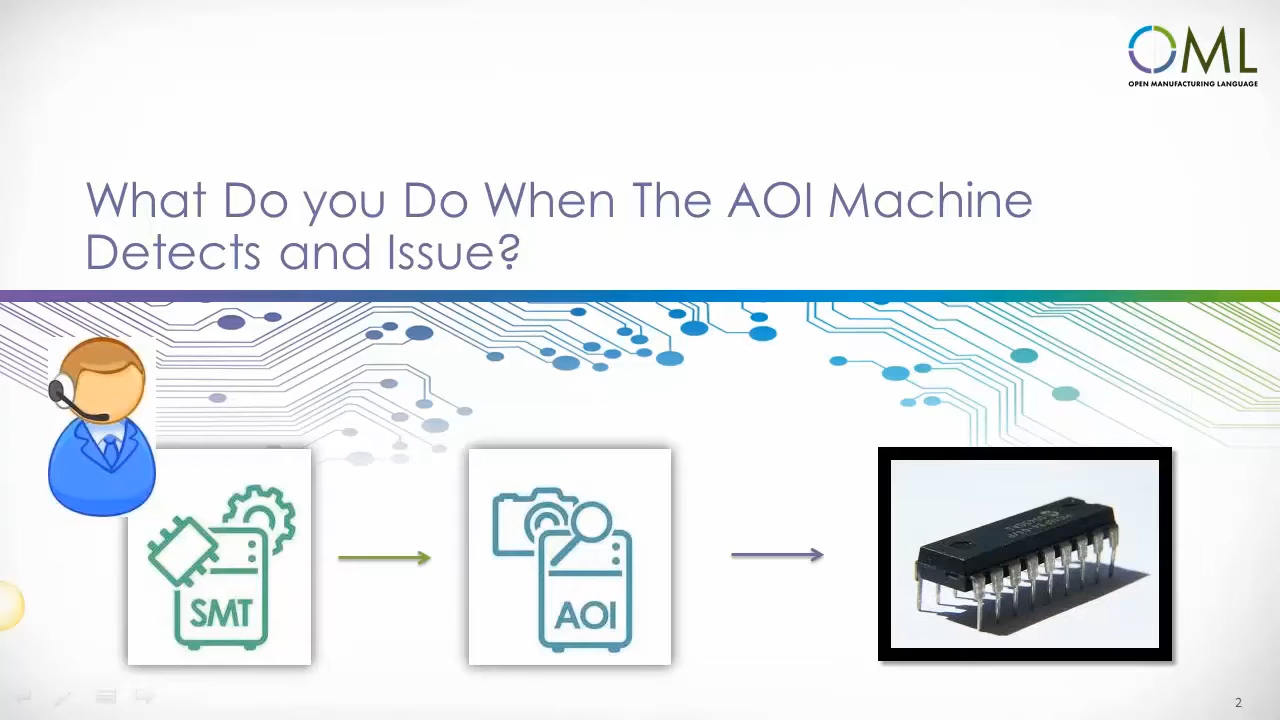 OML
OPEN MANUFACTURING LANGUAGE
What Do you Do When The AOI Machine
Detects and Issue?
SMT
AOI
2